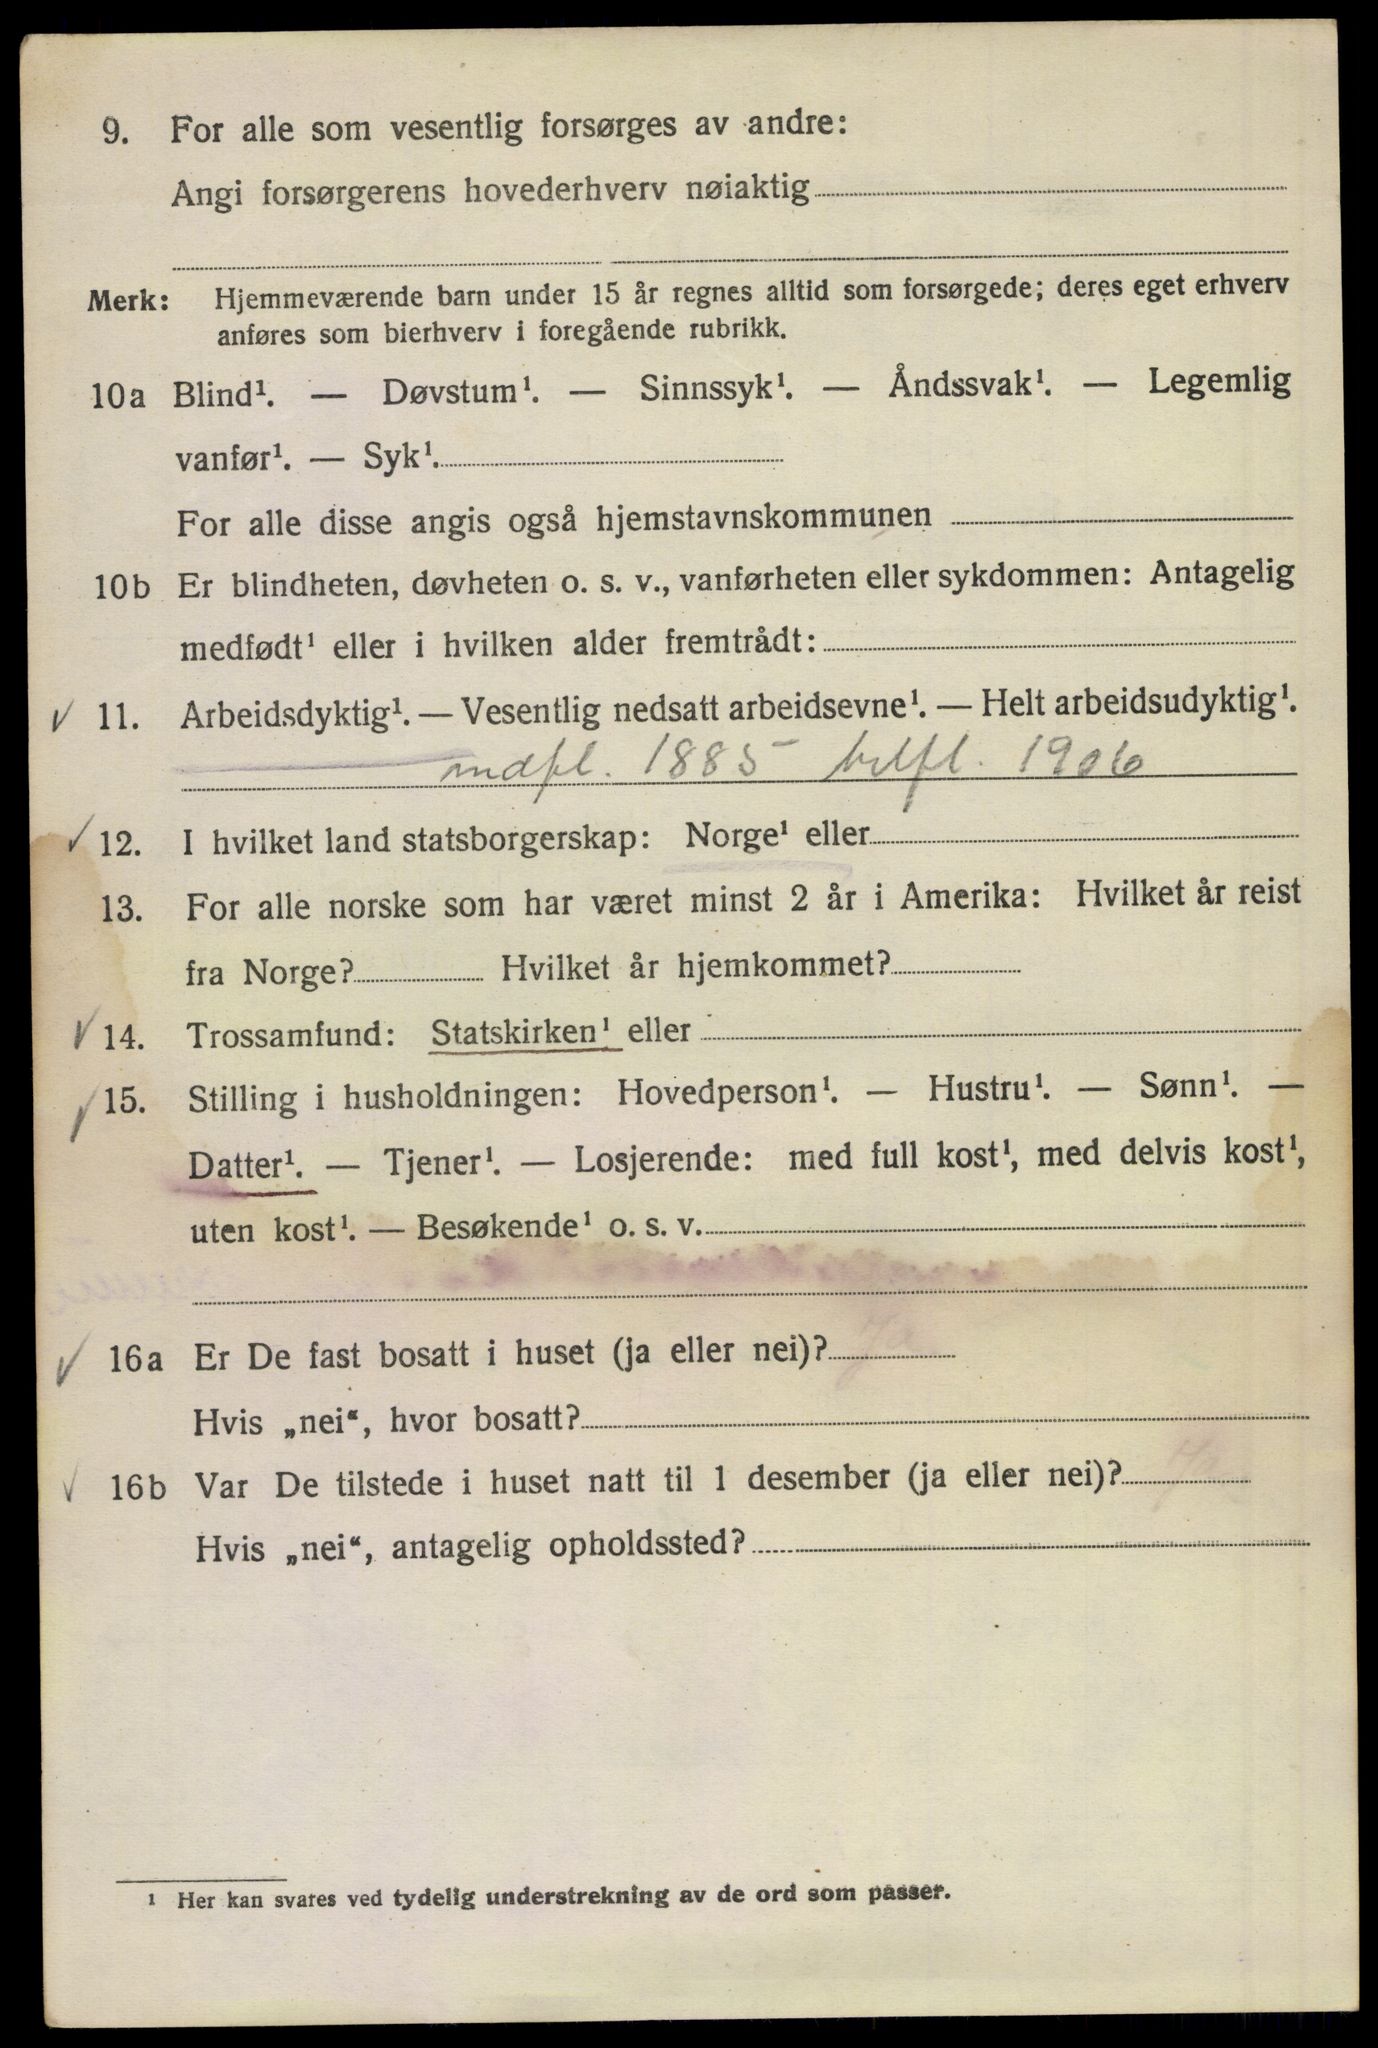 9. For alle som vesentlig forsørges av andre:
Angi forsørgerens hovederhverv nøiaktig
Merk: Hjemmeværende barn under 15 år regnes alltid som forsørgede; deres eget erhverv
anføres som bierhverv i foregående rubrikk.
10a Blind¹. — Døvstum¹. — Sinnssyk¹. — Åndssvak¹. — Legemlig
vanfør¹. — Syk¹.
For alle disse angis også hjemstavnskommunen
10b Er blindheten, døvheten o. s. v., vanførheten eller sykdommen: Antagelig
medfødt¹ eller i hvilken alder fremtrådt:
✓ 11. Arbeidsdyktig¹. — Vesentlig nedsatt arbeidsevne¹. — Helt arbeidsudyktig¹.
indfl. 1885 1906
✓ 12. I hvilket land statsborgerskap: Norge¹ eller
13. For alle norske som har været minst 2 år i Amerika: Hvilket år reist
fra Norge? Hvilket år hjemkommet?
✓ 14. Trossamfund: Statskirken¹ eller
✓ 15. Stilling i husholdningen: Hovedperson¹. — Hustru¹. — Sønn¹. —
Datter¹. — Tjener¹. — Losjerende: med full kost¹, med delvis kost¹,
uten kost¹. — Besøkende¹ o. s. v.
✓ 16a Er De fast bosatt i huset (ja eller nei)? Ja
Hvis „nei“, hvor bosatt?
✓ 16b Var De tilstede i huset natt til 1 desember (ja eller nei)? Ja
Hvis „nei“, antagelig opholdssted?
¹ Her kan svares ved tydelig understrekning av de ord som passer.